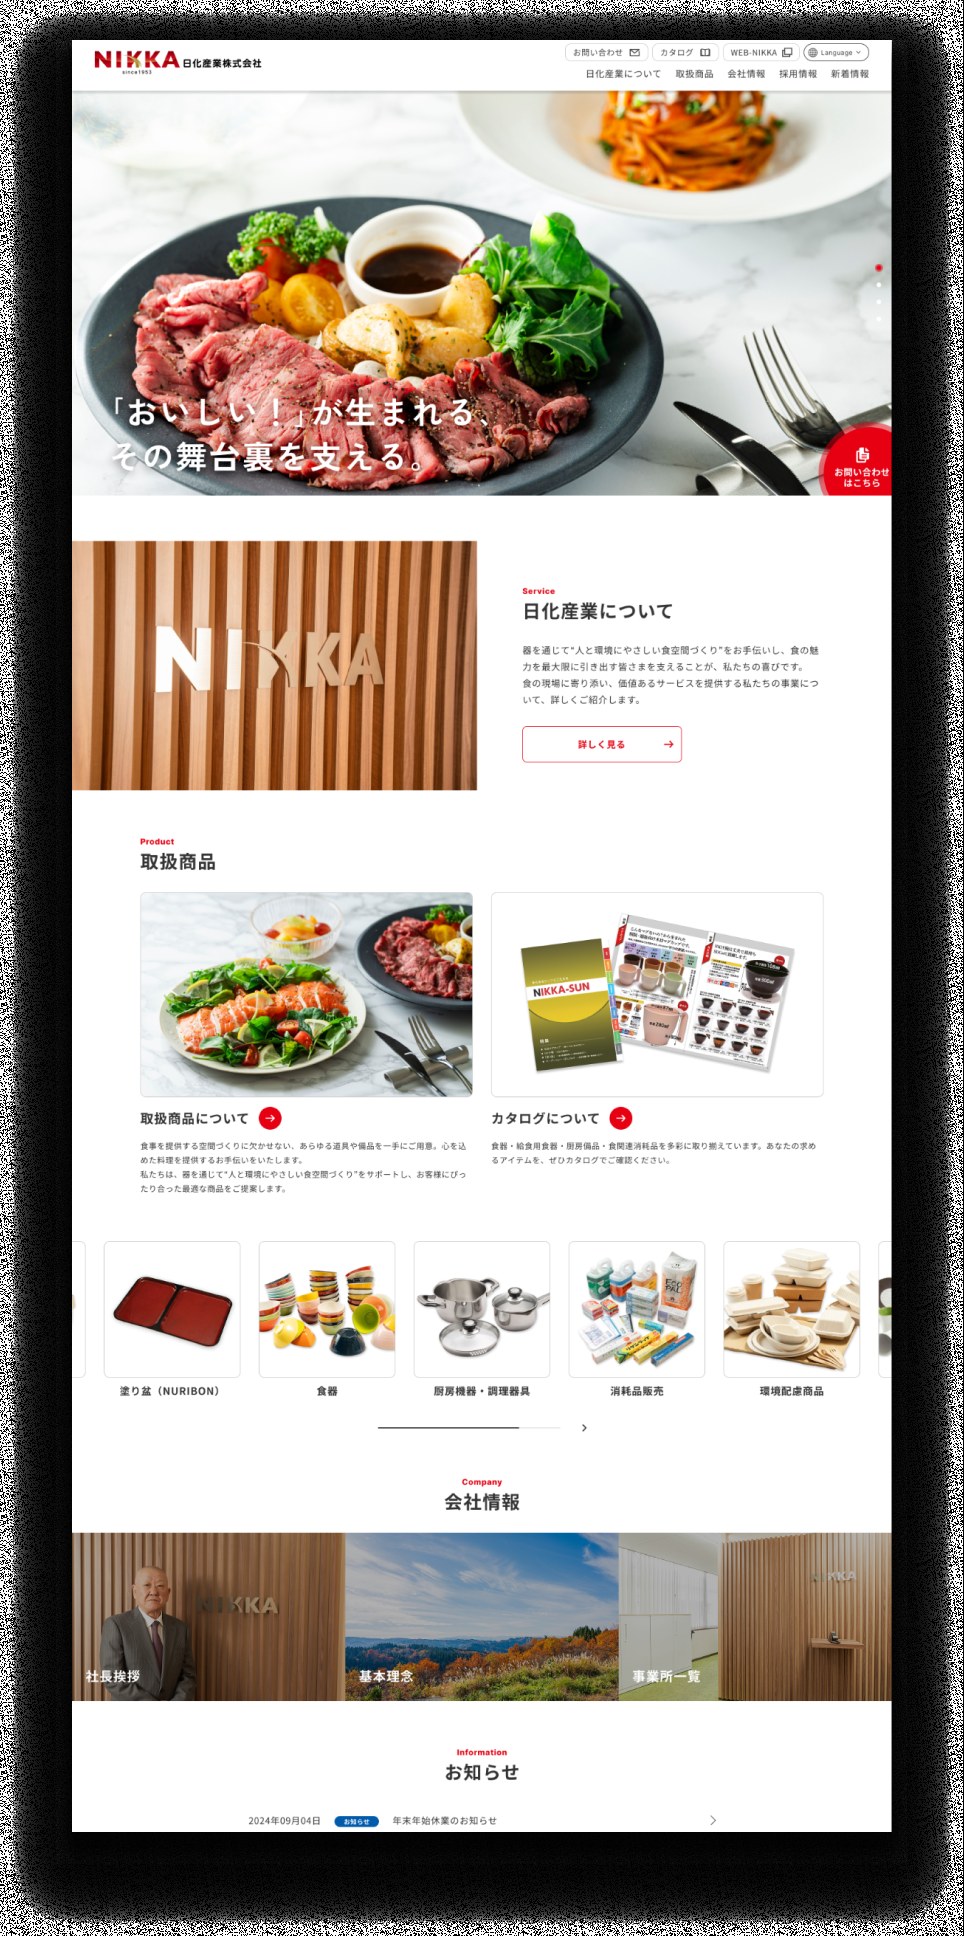 NIKKA 日化産業株式会社
since1953
お問い合わせ
カタログ
WEB-NIKKA
Language
日化産業について
取扱商品
会社情報
採用情報
新着情報
「おいしい！」が生まれる、
その舞台裏を支える。
お問い合わせ
はこちら
NIKKA
Service
日化産業について
器を通じて“人と環境にやさしい食空間づくり”をお手伝いし、食の魅
力を最大限に引き出す皆さまを支えることが、私たちの喜びです。
食の現場に寄り添い、価値あるサービスを提供する私たちの事業につ
いて、詳しくご紹介します。
詳しく見る
Product
取扱商品
NIKKA-SUN
取扱商品について
食事を提供する空間づくりに欠かせない、あらゆる道具や備品を一手にご用意。心を込
めた料理を提供するお手伝いをいたします。
私たちは、器を通じて“人と環境にやさしい食空間づくり”をサポートし、お客様にぴっ
たり合った最適な商品をご提案します。
カタログについて
食器・給食用食器・厨房備品・食関連消耗品を多彩に取り揃えています。あなたの求め
るアイテムを、ぜひカタログでご確認ください。
ECO
PAL
塗り盆（NURIBON）
食器
厨房機器・調理器具
消耗品販売
環境配慮商品
Company
会社情報
NIKKA
NIKKA
社長挨拶
基本理念
事業所一覧
Information
お知らせ
2024年09月04日
お知らせ
年末年始休業のお知らせ